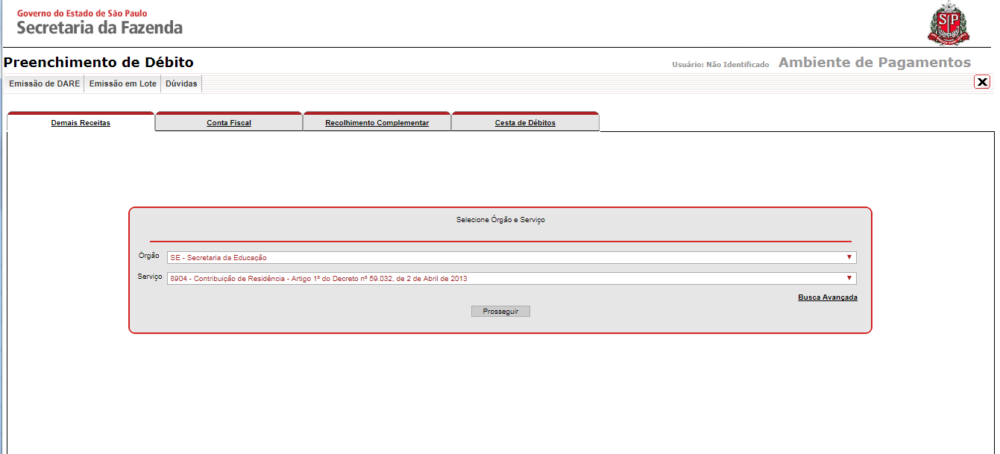 Governo do Estado de São Paulo
Secretaria da Fazenda
SP
Preenchimento de Débito
Usuário: Não Identificado Ambiente de Pagamentos
Emissão de DARE Emissão em Lote Dúvidas
X
Demais Receitas Conta Fiscal Recolhimento Complementar Cesta de Débitos
Selecione Órgão e Serviço
Órgão SE - Secretaria da Educação
Serviço 8904 - Contribuição de Residência - Artigo 1º do Decreto nº 59.032, de 2 de Abril de 2013
Busca Avançada
Prosseguir